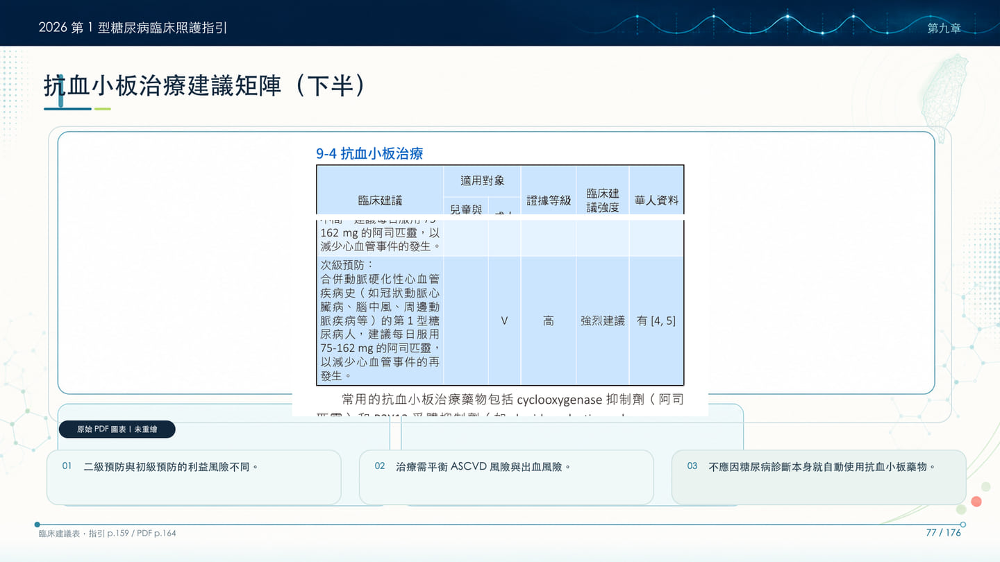 2026 第 1 型糖尿病臨床照護指引
第九章
抗血小板治療建議矩陣（下半）
9-4 抗血小板治療
臨床建議
適用對象
證據等級
臨床建
議強度
華人資料
兒童與
162 mg 的阿司匹靈，以
減少心血管事件的發生。
次級預防：
合併動脈硬化性心血管
疾病史（如冠狀動脈心
臟病、腦中風、周邊動
脈疾病等）的第 1 型糖
尿病人，建議每日服用
75-162 mg 的阿司匹靈，
以減少心血管事件的再
發生。
V
高
強烈建議
有 [4, 5]
常用的抗血小板治療藥物包括 cyclooxygenase 抑制劑（阿司
原始 PDF 圖表 | 未重繪
01 二級預防與初級預防的利益風險不同。
02 治療需平衡 ASCVD 風險與出血風險。
03 不應因糖尿病診斷本身就自動使用抗血小板藥物。
臨床建議表，指引 p.159 / PDF p.164
77 / 176